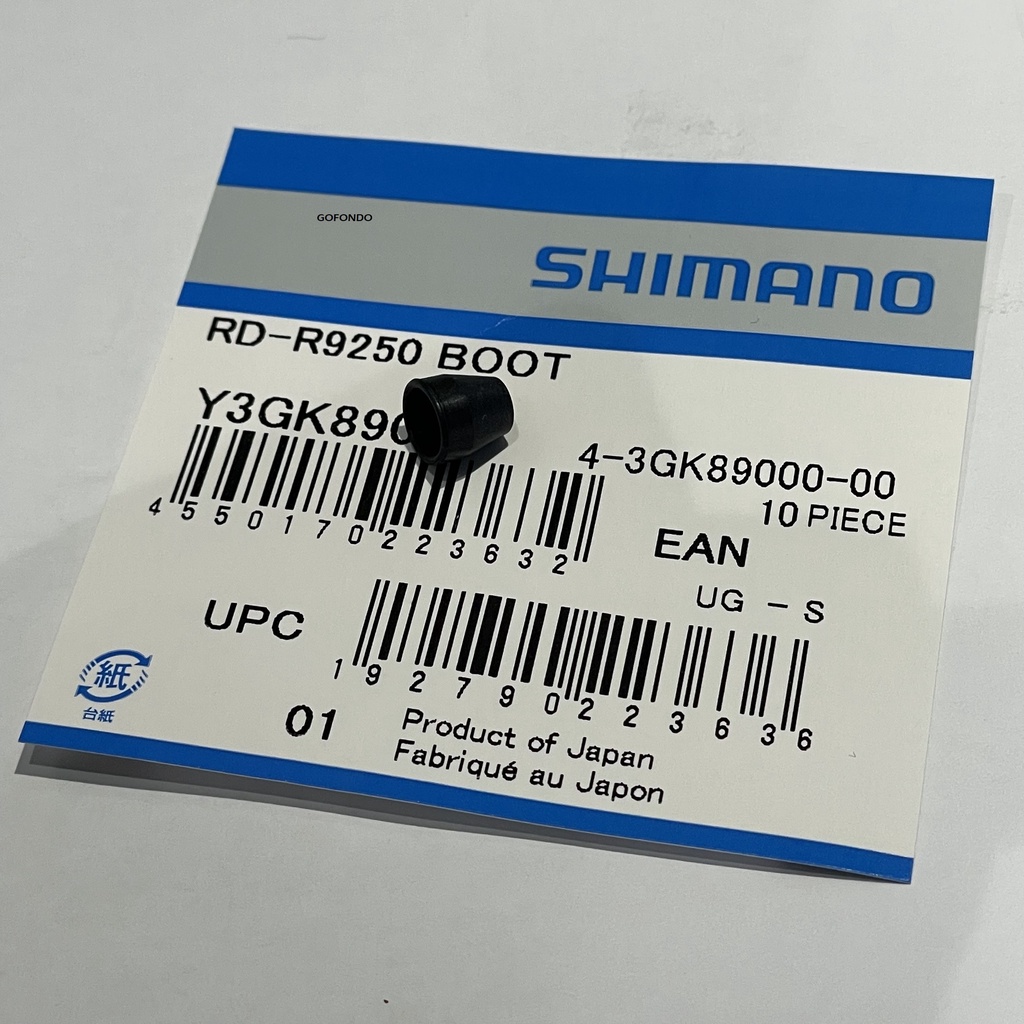 GOFONDO
SHIMANO
RD-R9250 BOOT
Y3GK890
4-3GK89000-00
10 PIECE
4550170223632
EAN
UG - S
UPC
192790223636
紙
台紙
01
Product of Japan
Fabriqué au Japon